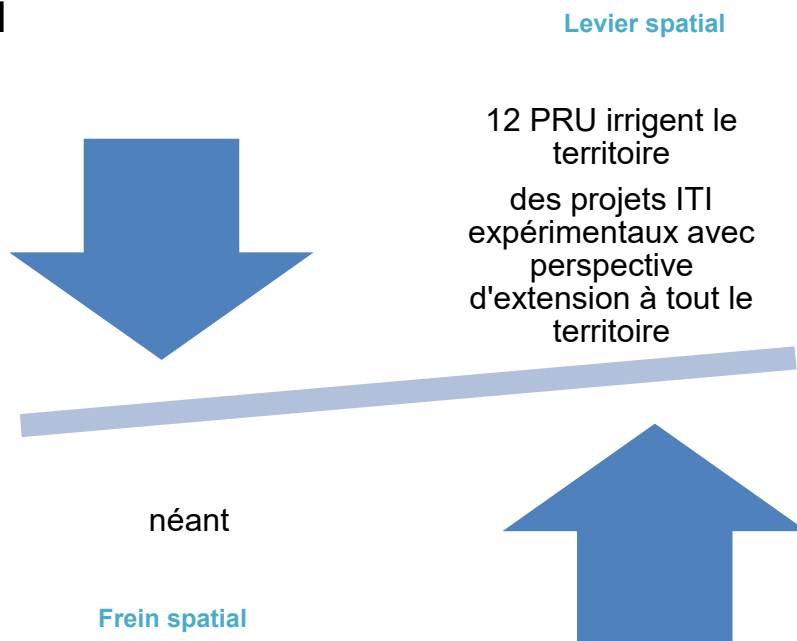 Levier spatial
12 PRU irrigent le
territoire
des projets ITI
expérimentaux avec
perspective
d'extension à tout le
territoire
néant
Frein spatial